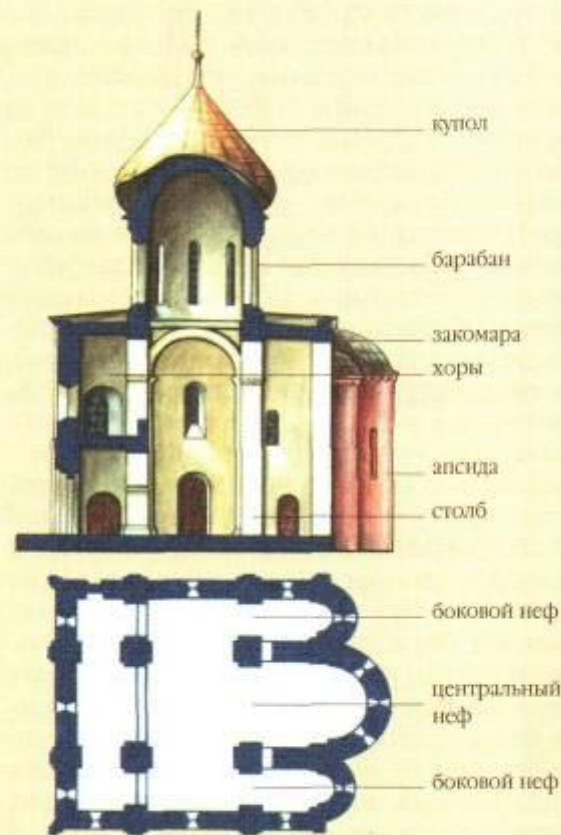 купол
барабан
закомара
хоры
апсида
столб
боковой неф
центральный
неф
боковой неф